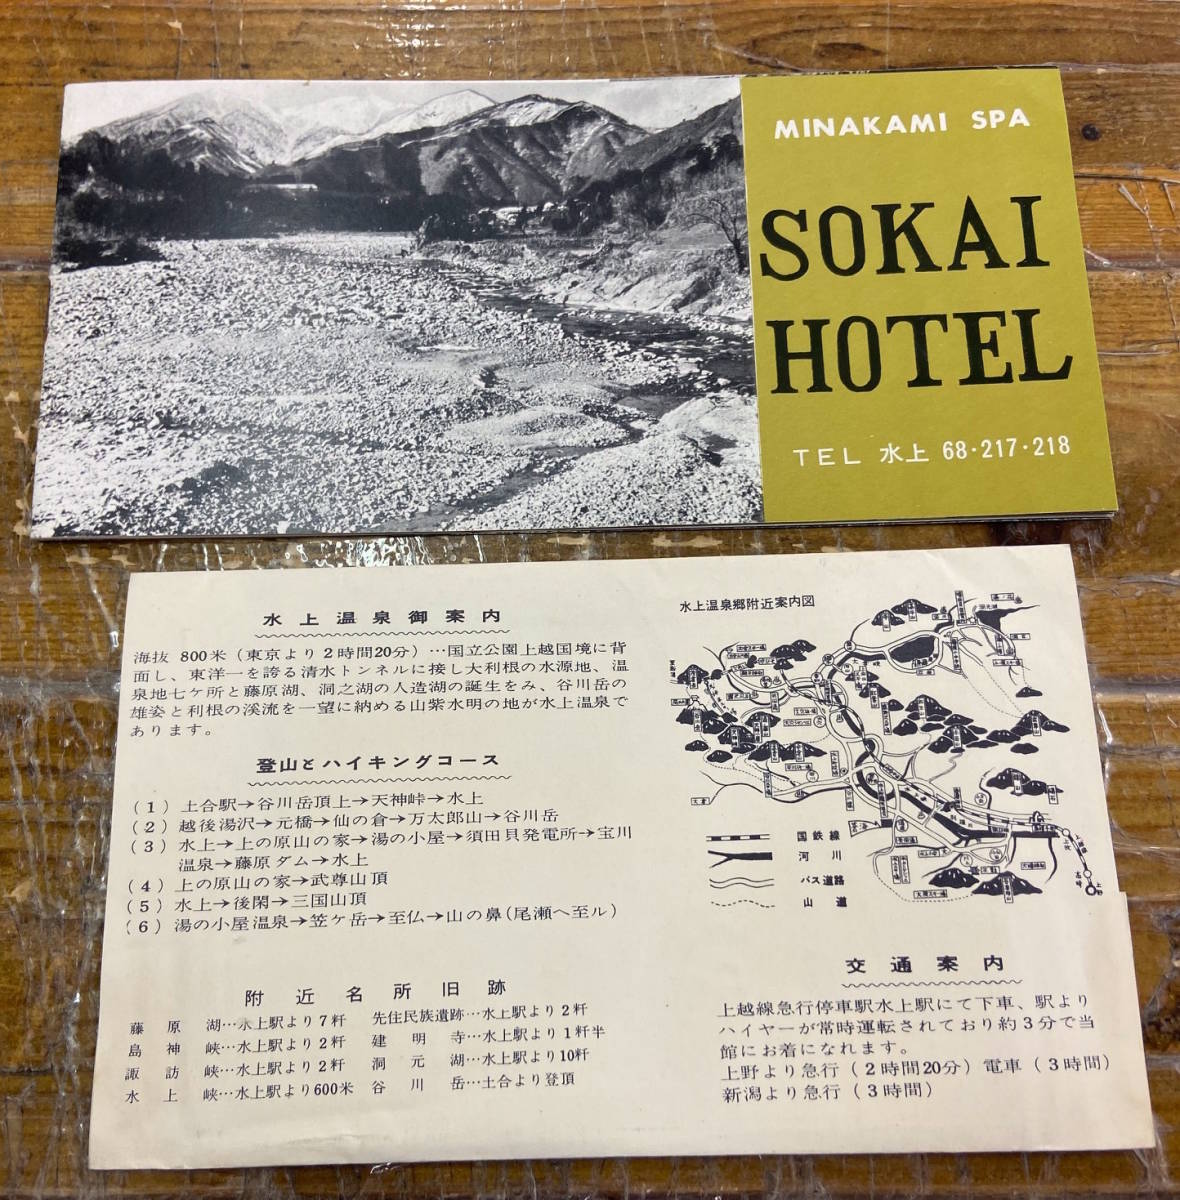 MINAKAMI SPA
SOKAI
HOTEL
TEL 水上 68・217・218
水上温泉御案内
海抜 800米（東京より2時間20分）…国立公園上越国境に背
面し、東洋一を誇る清水トンネルに接し大利根の水源地、温
泉地七ケ所と藤原湖、洞之湖の人造湖の誕生をみ、谷川岳の
雄姿と利根の渓流を一望に納める山紫水明の地が水上温泉で
あります。
登山とハイキングコース
(1) 土合駅→谷川岳頂上→天神峠→水上
(2) 越後湯沢→元橋→仙の倉→万太郎山→谷川岳
(3) 水上→上の原山の家→湯の小屋→須田貝発電所→宝川
温泉→藤原ダム→水上
(4) 上の原山の家→武尊山頂
(5) 水上→後閑→三国山頂
(6) 湯の小屋温泉→笠ケ岳→至仏→山の鼻(尾瀬へ至ル)
附近名所旧跡
藤原湖…水上駅より7粁 先住民族遺跡…水上駅より2粁
島神峡…水上駅より2粁 建明寺…水上駅より1粁半
諏訪峡…水上駅より2粁 洞元湖…水上駅より10粁
水上峡…水上駅より600米 谷川岳…土合より登頂
水上温泉郷附近案内図
国鉄線
河川
バス道路
山道
上野
高崎
交通案内
上越線急行停車駅水上駅にて下車、駅より
ハイヤーが常時運転されており約3分で当
館にお着になれます。
上野より急行（2時間20分）電車（3時間）
新潟より急行（3時間）